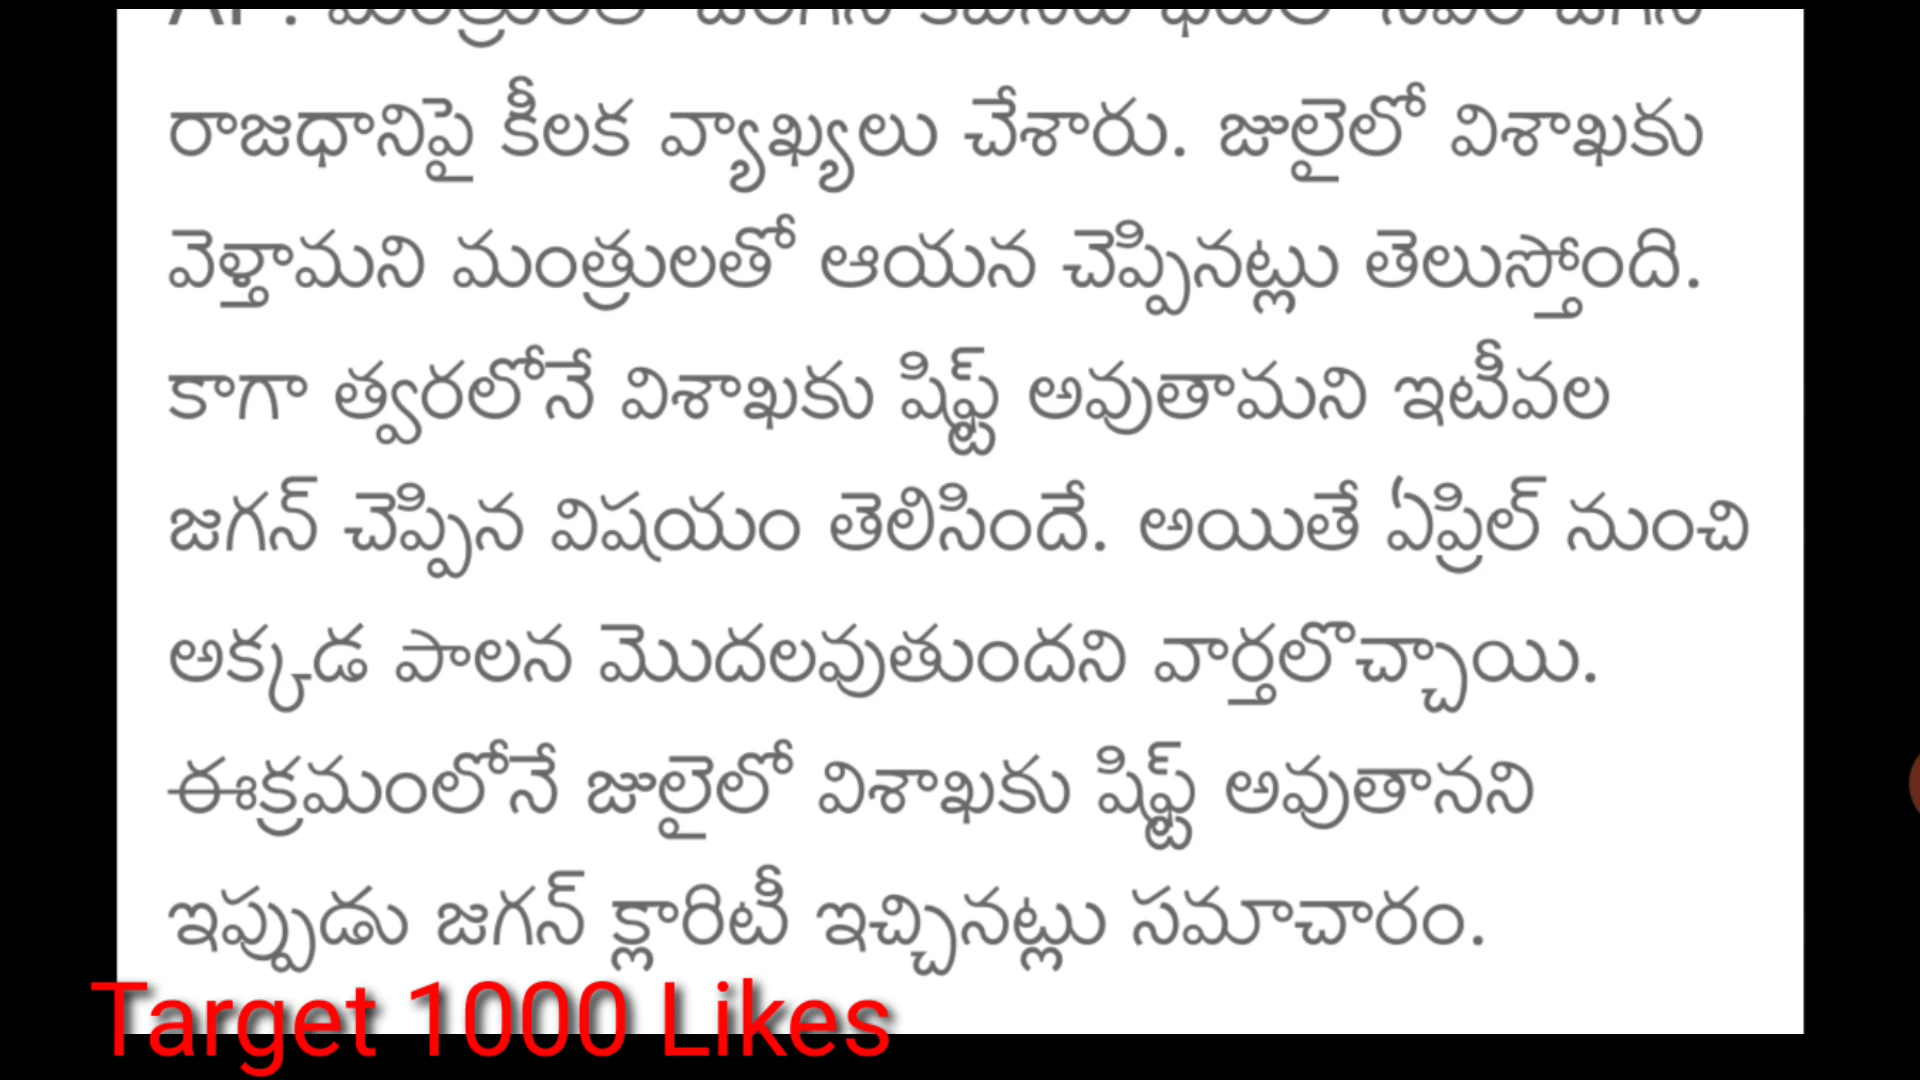 రాజధానిపై కీలక వ్యాఖ్యలు చేశారు. జులైలో విశాఖకు
వెళ్తామని మంత్రులతో ఆయన చెప్పినట్లు తెలుస్తోంది.
కాగా త్వరలోనే విశాఖకు షిఫ్ట్ అవుతామని ఇటీవల
జగన్ చెప్పిన విషయం తెలిసిందే. అయితే ఏప్రిల్ నుంచి
అక్కడ పాలన మొదలవుతుందని వార్తలొచ్చాయి.
ఈక్రమంలోనే జులైలో విశాఖకు షిఫ్ట్ అవుతానని
ఇప్పుడు జగన్ క్లారిటీ ఇచ్చినట్లు సమాచారం.
Target 1000 Likes